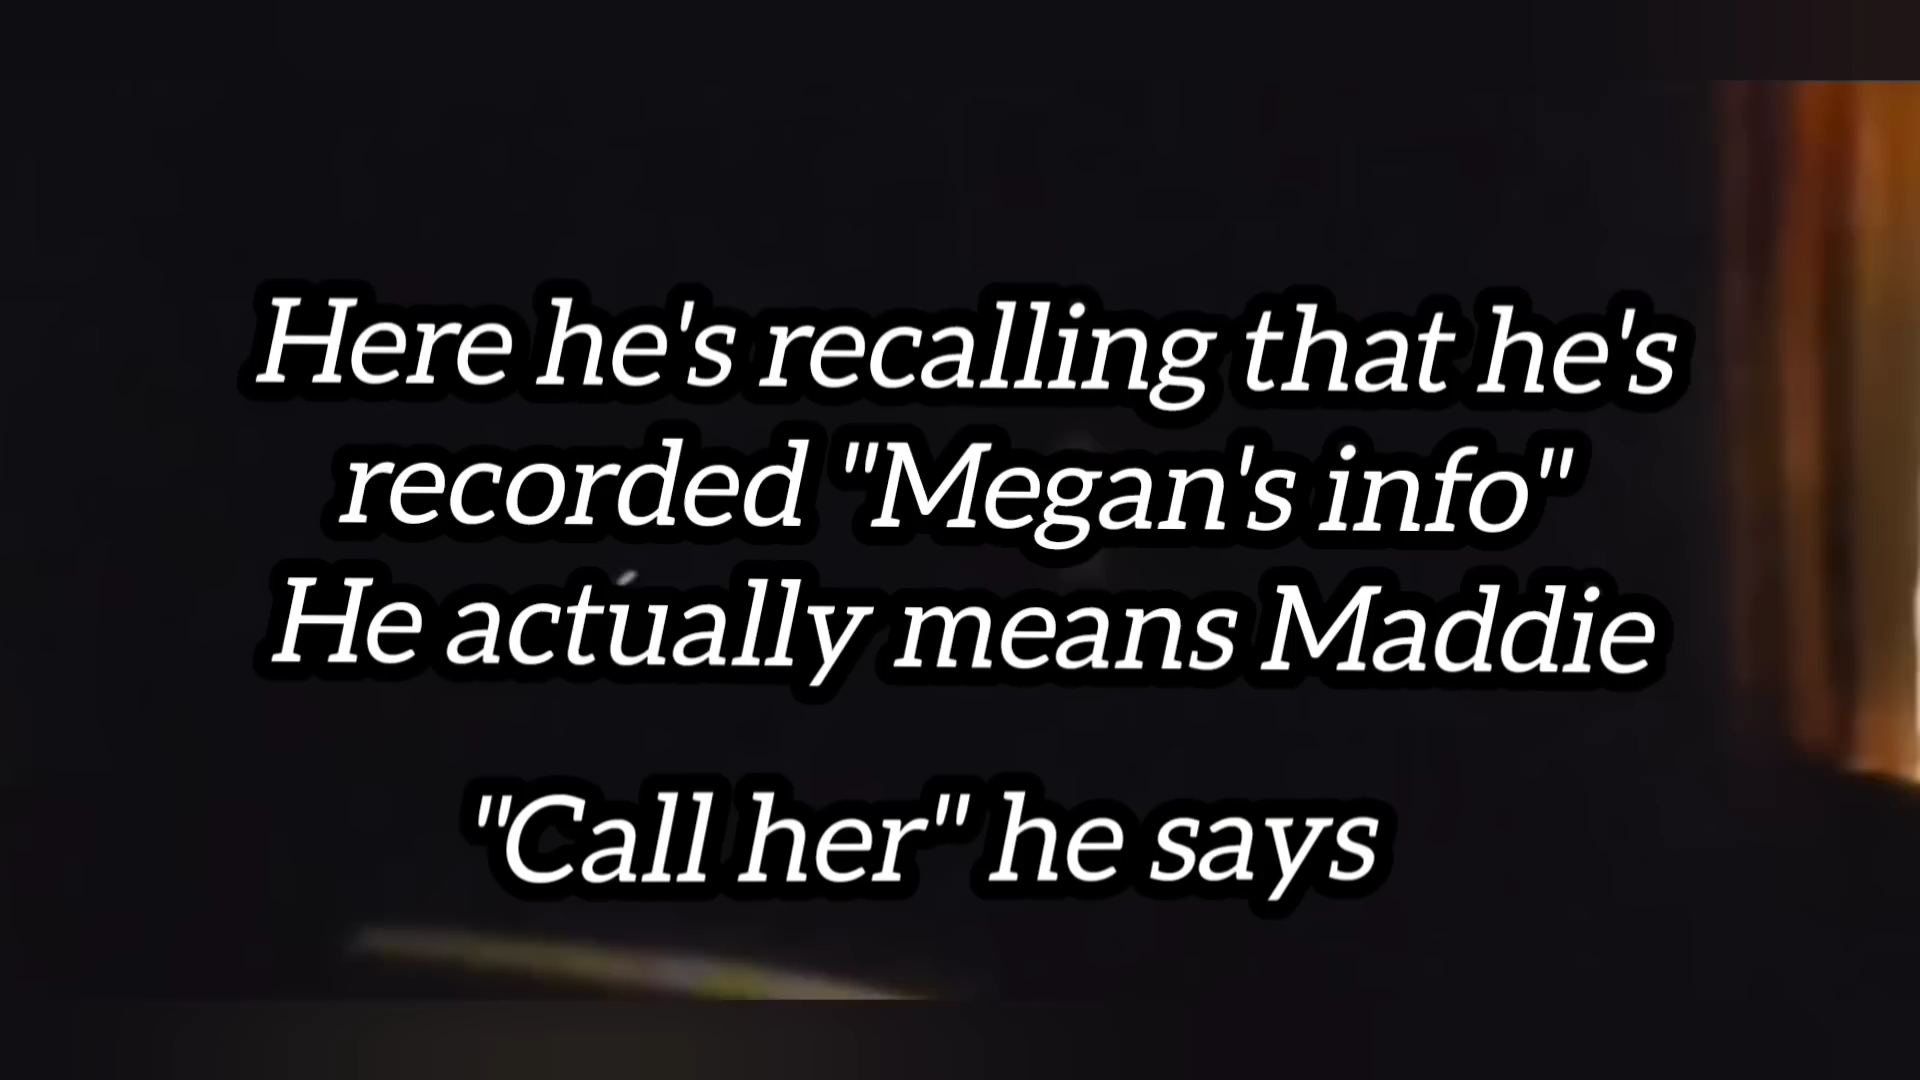 Here he's recalling that he's
recorded "Megan's info"
He actually means Maddie
"Call her" he says